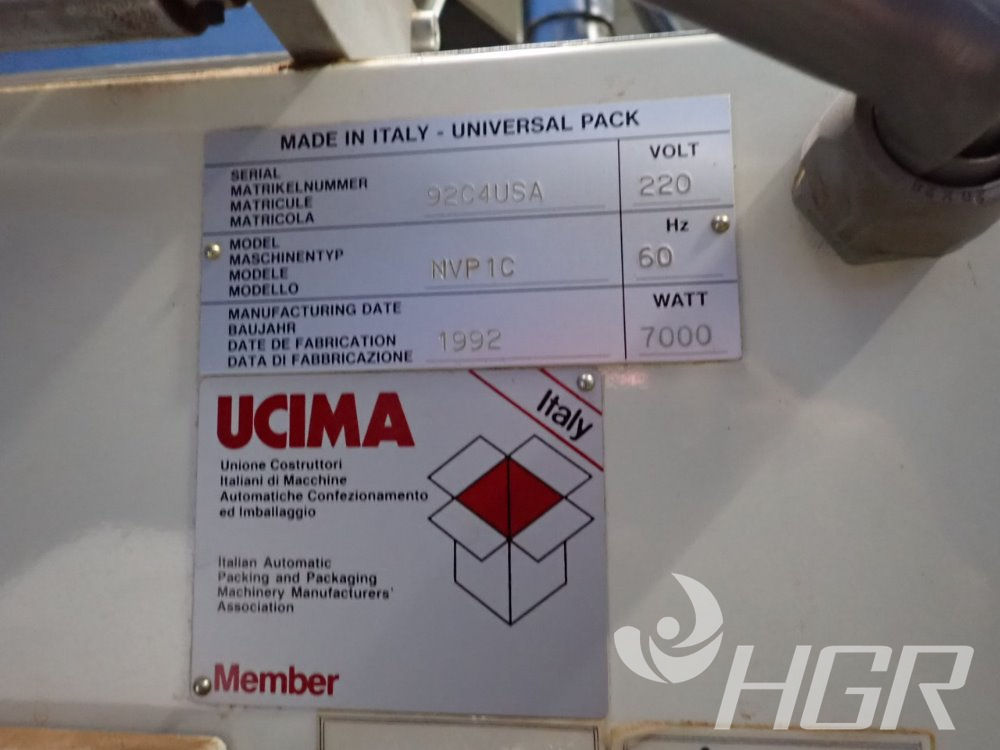 MADE IN ITALY - UNIVERSAL PACK
SERIAL
MATRIKELNUMMER
MATRICULE
MATRICOLA
92C4USA
VOLT
220
MODEL
MASCHINENTYP
MODELE
MODELLO
NVP1C
Hz
60
MANUFACTURING DATE
BAUJAHR
DATE DE FABRICATION
DATA DI FABBRICAZIONE
1992
WATT
7000
UCIMA
Italy
Unione Costruttori
Italiani di Macchine
Automatiche Confezionamento
ed Imballaggio
Italian Automatic
Packing and Packaging
Machinery Manufacturers'
Association
Member
HGR